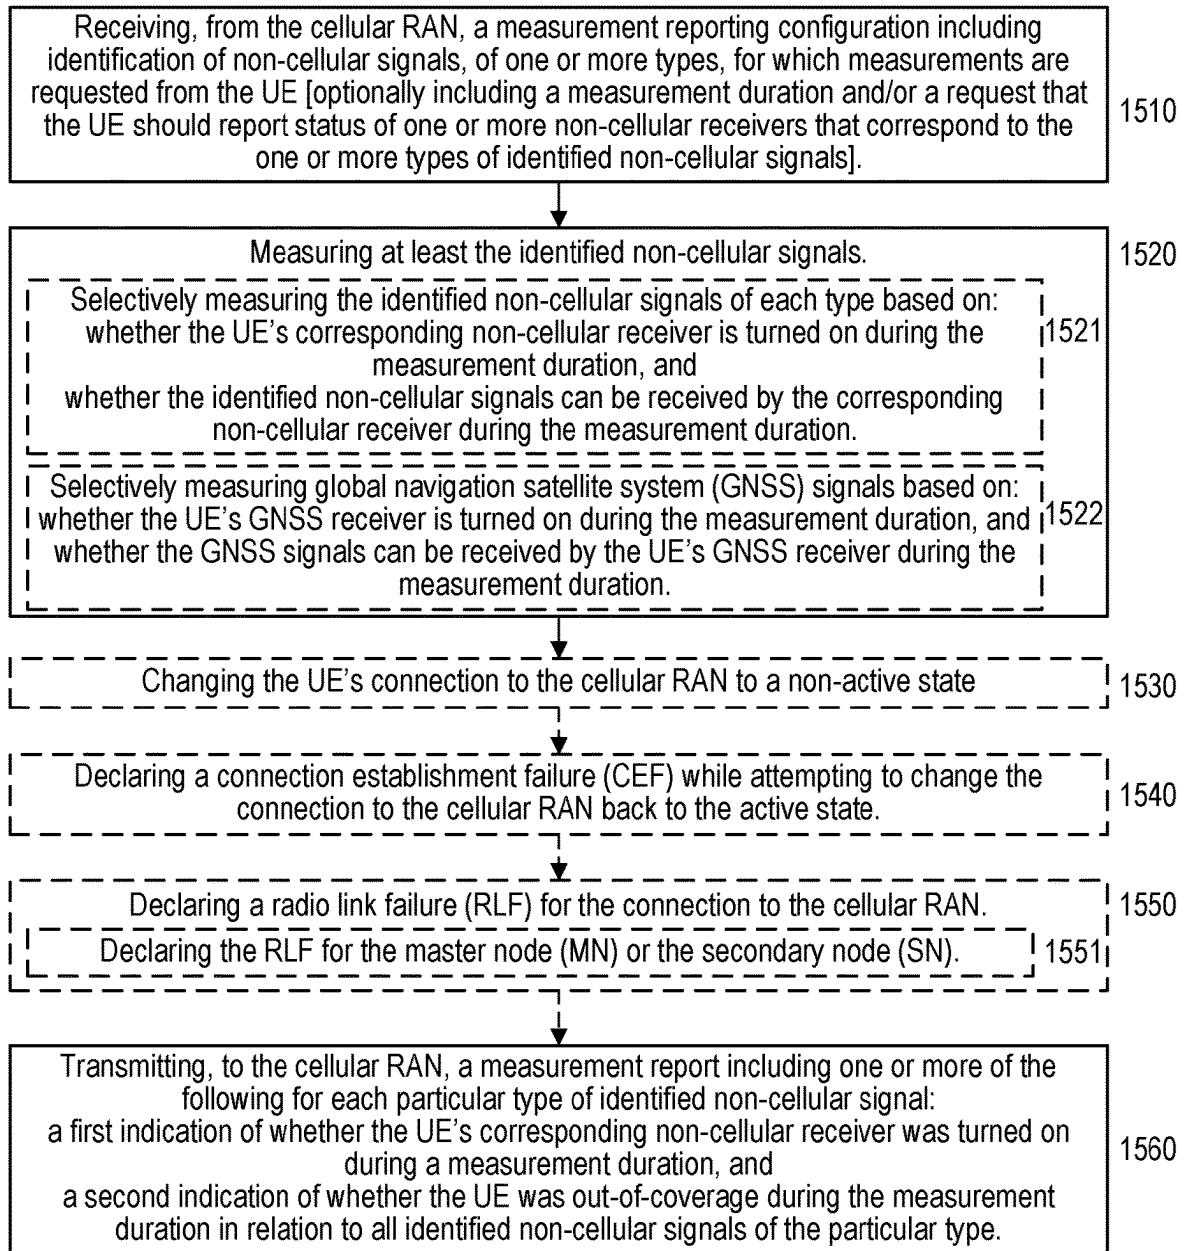 Receiving, from the cellular RAN, a measurement reporting configuration including
identification of non-cellular signals, of one or more types, for which measurements are
requested from the UE [optionally including a measurement duration and/or a request that
the UE should report status of one or more non-cellular receivers that correspond to the
one or more types of identified non-cellular signals].
1510
Measuring at least the identified non-cellular signals.
1520
Selectively measuring the identified non-cellular signals of each type based on:
whether the UE's corresponding non-cellular receiver is turned on during the
measurement duration, and
whether the identified non-cellular signals can be received by the corresponding
non-cellular receiver during the measurement duration.
1521
Selectively measuring global navigation satellite system (GNSS) signals based on:
whether the UE's GNSS receiver is turned on during the measurement duration, and
whether the GNSS signals can be received by the UE's GNSS receiver during the
measurement duration.
1522
Changing the UE's connection to the cellular RAN to a non-active state
1530
Declaring a connection establishment failure (CEF) while attempting to change the
connection to the cellular RAN back to the active state.
1540
Declaring a radio link failure (RLF) for the connection to the cellular RAN.
1550
Declaring the RLF for the master node (MN) or the secondary node (SN).
1551
Transmitting, to the cellular RAN, a measurement report including one or more of the
following for each particular type of identified non-cellular signal:
a first indication of whether the UE's corresponding non-cellular receiver was turned on
during a measurement duration, and
a second indication of whether the UE was out-of-coverage during the measurement
duration in relation to all identified non-cellular signals of the particular type.
1560